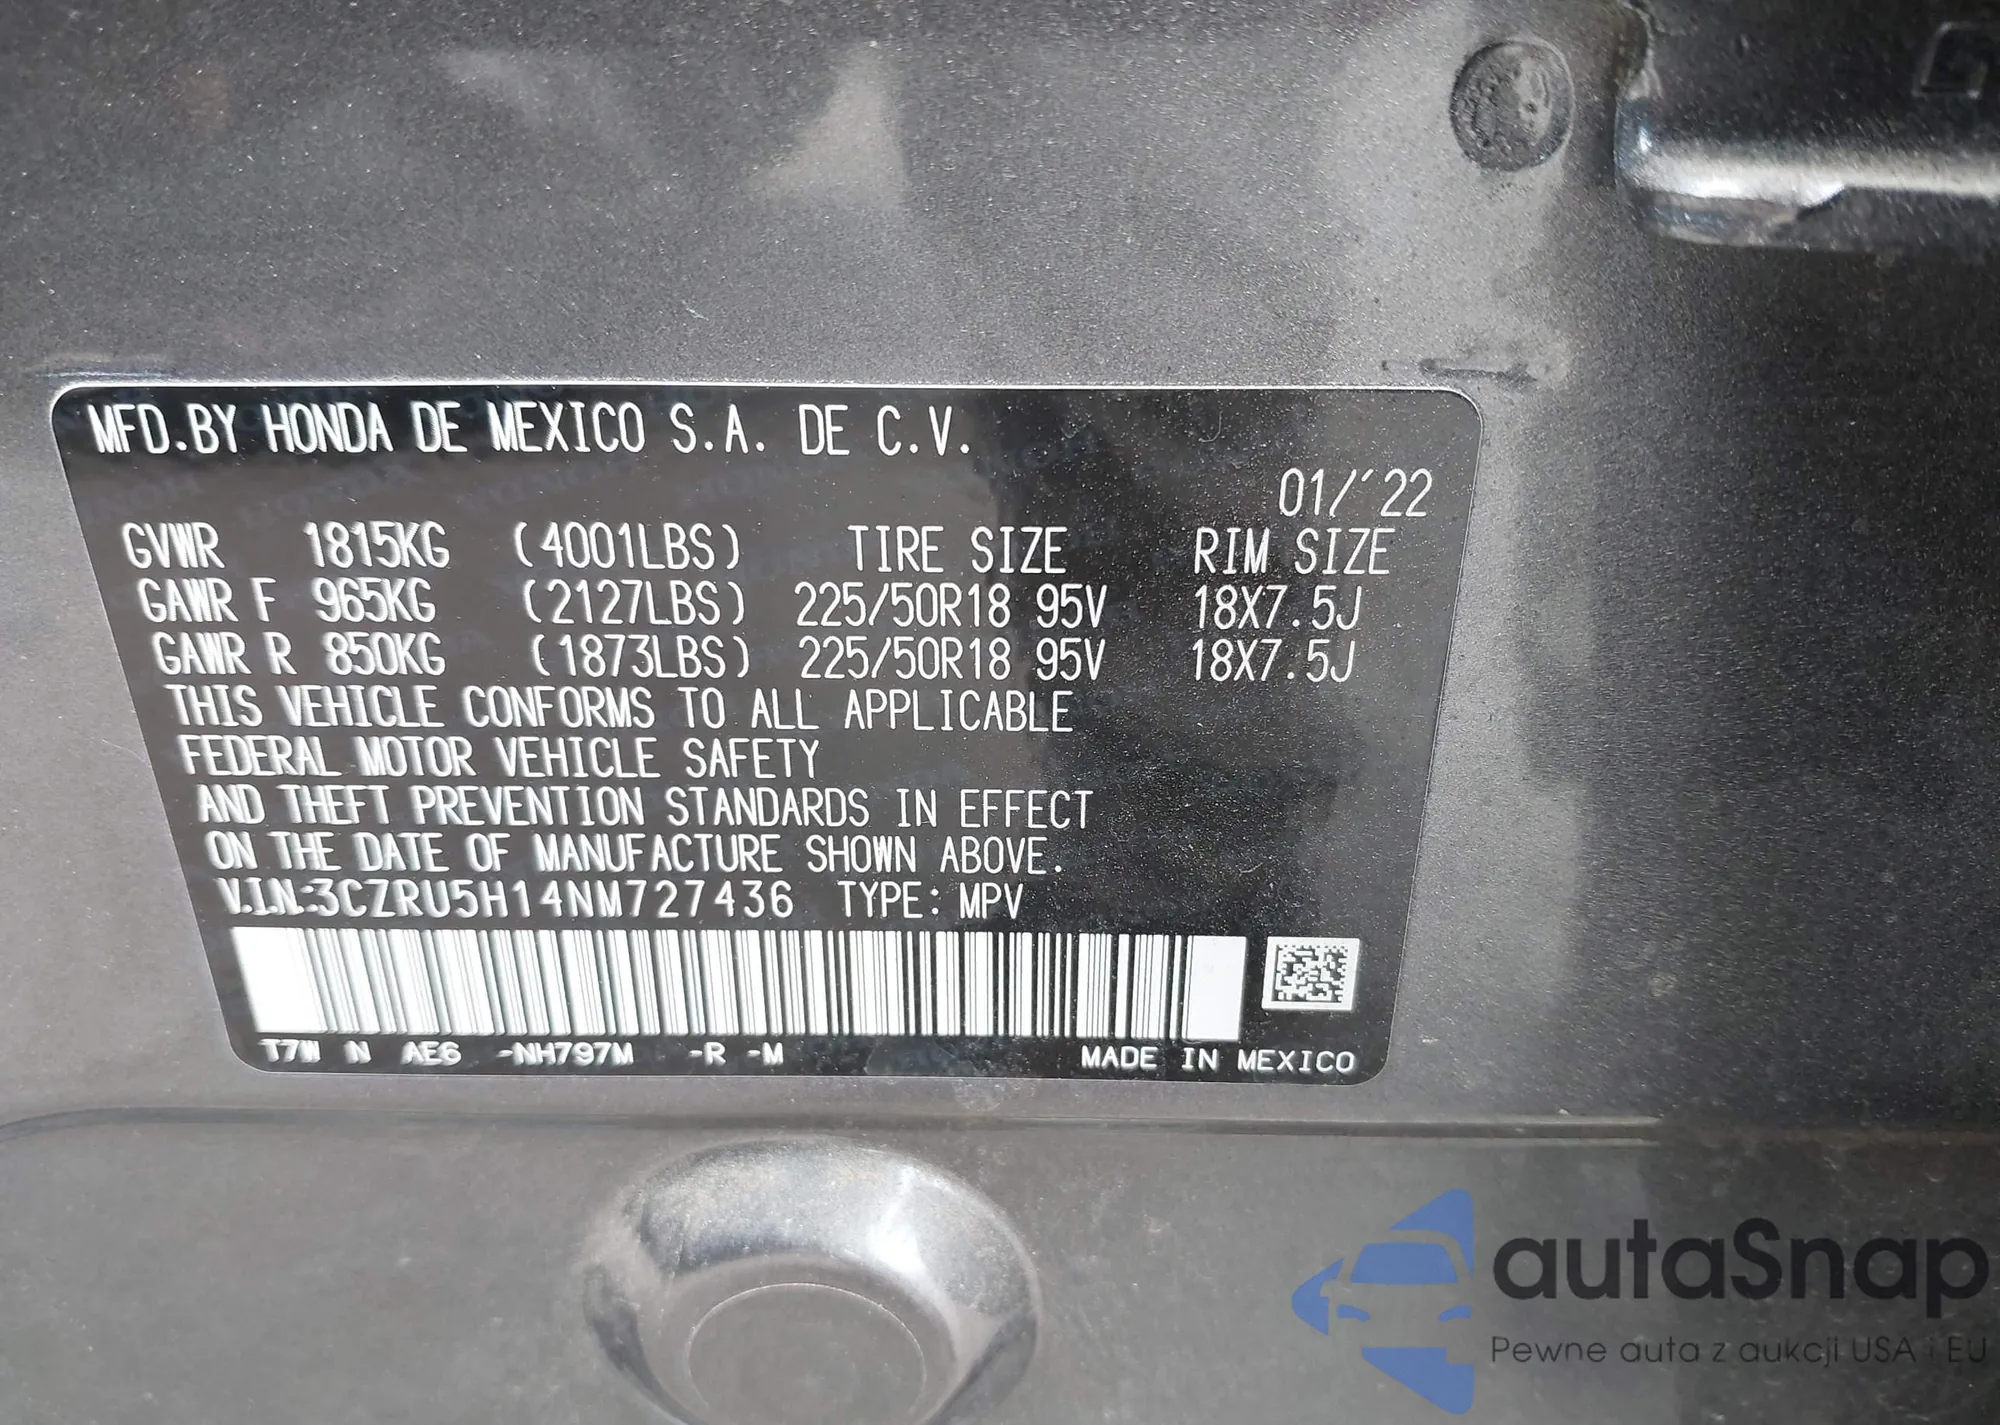 MFD.BY HONDA DE MEXICO S.A. DE C.V.
01/'22
GVWR 1815KG (4001LBS) TIRE SIZE RIM SIZE
GAWR F 965KG (2127LBS) 225/50R18 95V 18X7.5J
GAWR R 850KG (1873LBS) 225/50R18 95V 18X7.5J
THIS VEHICLE CONFORMS TO ALL APPLICABLE
FEDERAL MOTOR VEHICLE SAFETY
AND THEFT PREVENTION STANDARDS IN EFFECT
ON THE DATE OF MANUFACTURE SHOWN ABOVE.
V.I.N:3CZRU5H14NM727436 TYPE: MPV
T7W N AE6 -NH797M -R -M MADE IN MEXICO
autaSnap
Pewne auta z aukcji USA i EU